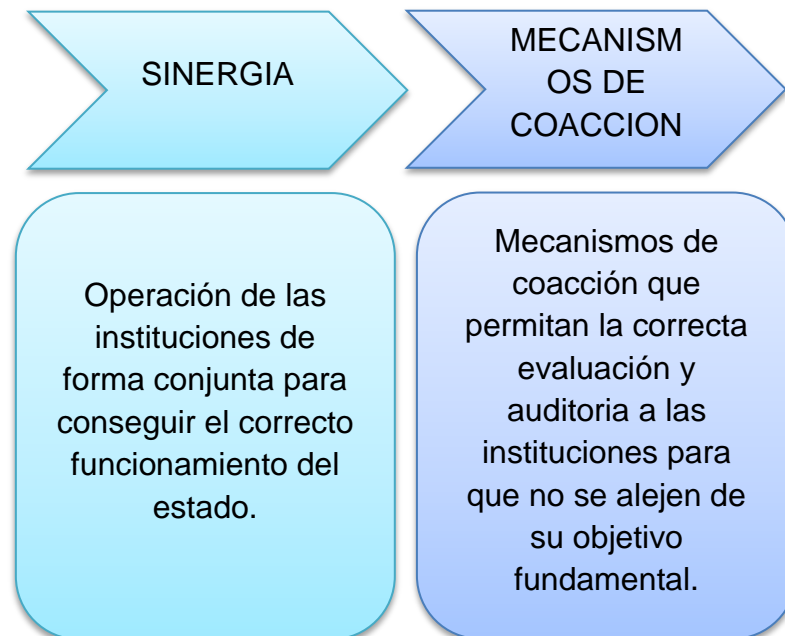 SINERGIA
MECANISM
OS DE
COACCION
Operación de las
instituciones de
forma conjunta para
conseguir el correcto
funcionamiento del
estado.
Mecanismos de
coacción que
permitan la correcta
evaluación y
auditoria a las
instituciones para
que no se alejen de
su objetivo
fundamental.